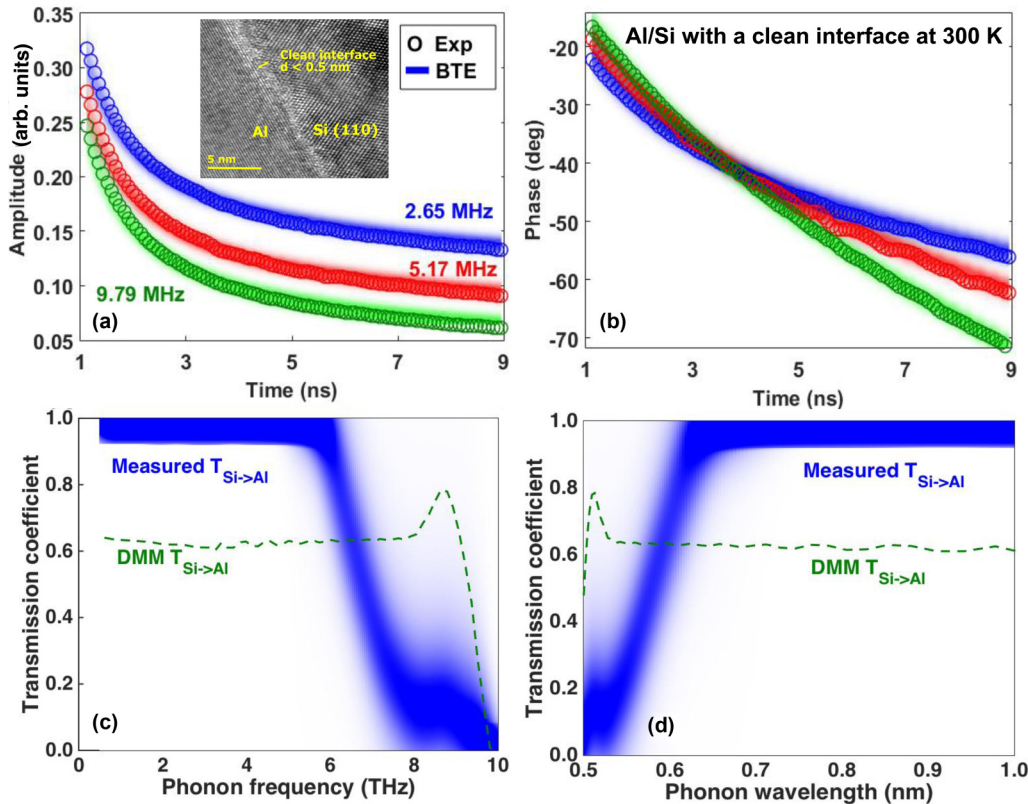 0.35
0.30
0.25
0.20
0.15
0.10
0.05
Amplitude (arb. units)
Clean interface
d < 0.5 nm
Al
Si (110)
5 nm
O Exp
BTE
2.65 MHz
5.17 MHz
9.79 MHz
(a)
1 3 5 7 9
Time (ns)
Al/Si with a clean interface at 300 K
-20
-30
-40
-50
-60
-70
Phase (deg)
(b)
1 3 5 7 9
Time (ns)
1.0
0.8
0.6
0.4
0.2
0.0
Transmission coefficient
Measured T Si->Al
DMM T Si->Al
(c)
0 2 4 6 8 10
Phonon frequency (THz)
1.0
0.8
0.6
0.4
0.2
0.0
Transmission coefficient
Measured T Si->Al
DMM T Si->Al
(d)
0.5 0.6 0.7 0.8 0.9 1.0
Phonon wavelength (nm)